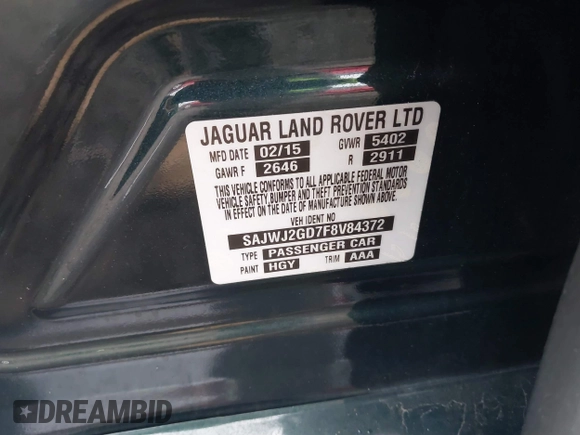 JAGUAR LAND ROVER LTD
MFD DATE 02/15 GVWR 5402
GAWR F 2646 R 2911
THIS VEHICLE CONFORMS TO ALL APPLICABLE FEDERAL MOTOR
VEHICLE SAFETY,BUMPER AND THEFT PREVENTION STANDARDS
IN EFFECT ON THE DATE OF MANUFACTURE SHOWN ABOVE.
VEH IDENT NO
SAJWJ2GD7F8V84372
TYPE PASSENGER CAR
PAINT HGY TRIM AAA
DREAMBID